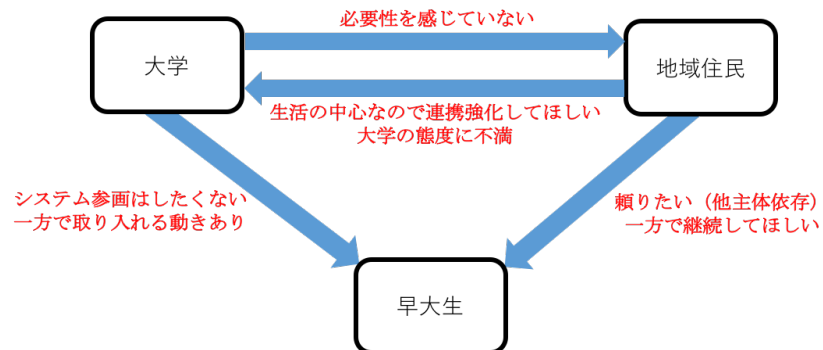 必要性を感じていない
大学
地域住民
生活の中心なので連携強化してほしい
大学の態度に不満
システム参画はしたくない
一方で取り入れる動きあり
頼りたい（他主体依存）
一方で継続してほしい
早大生